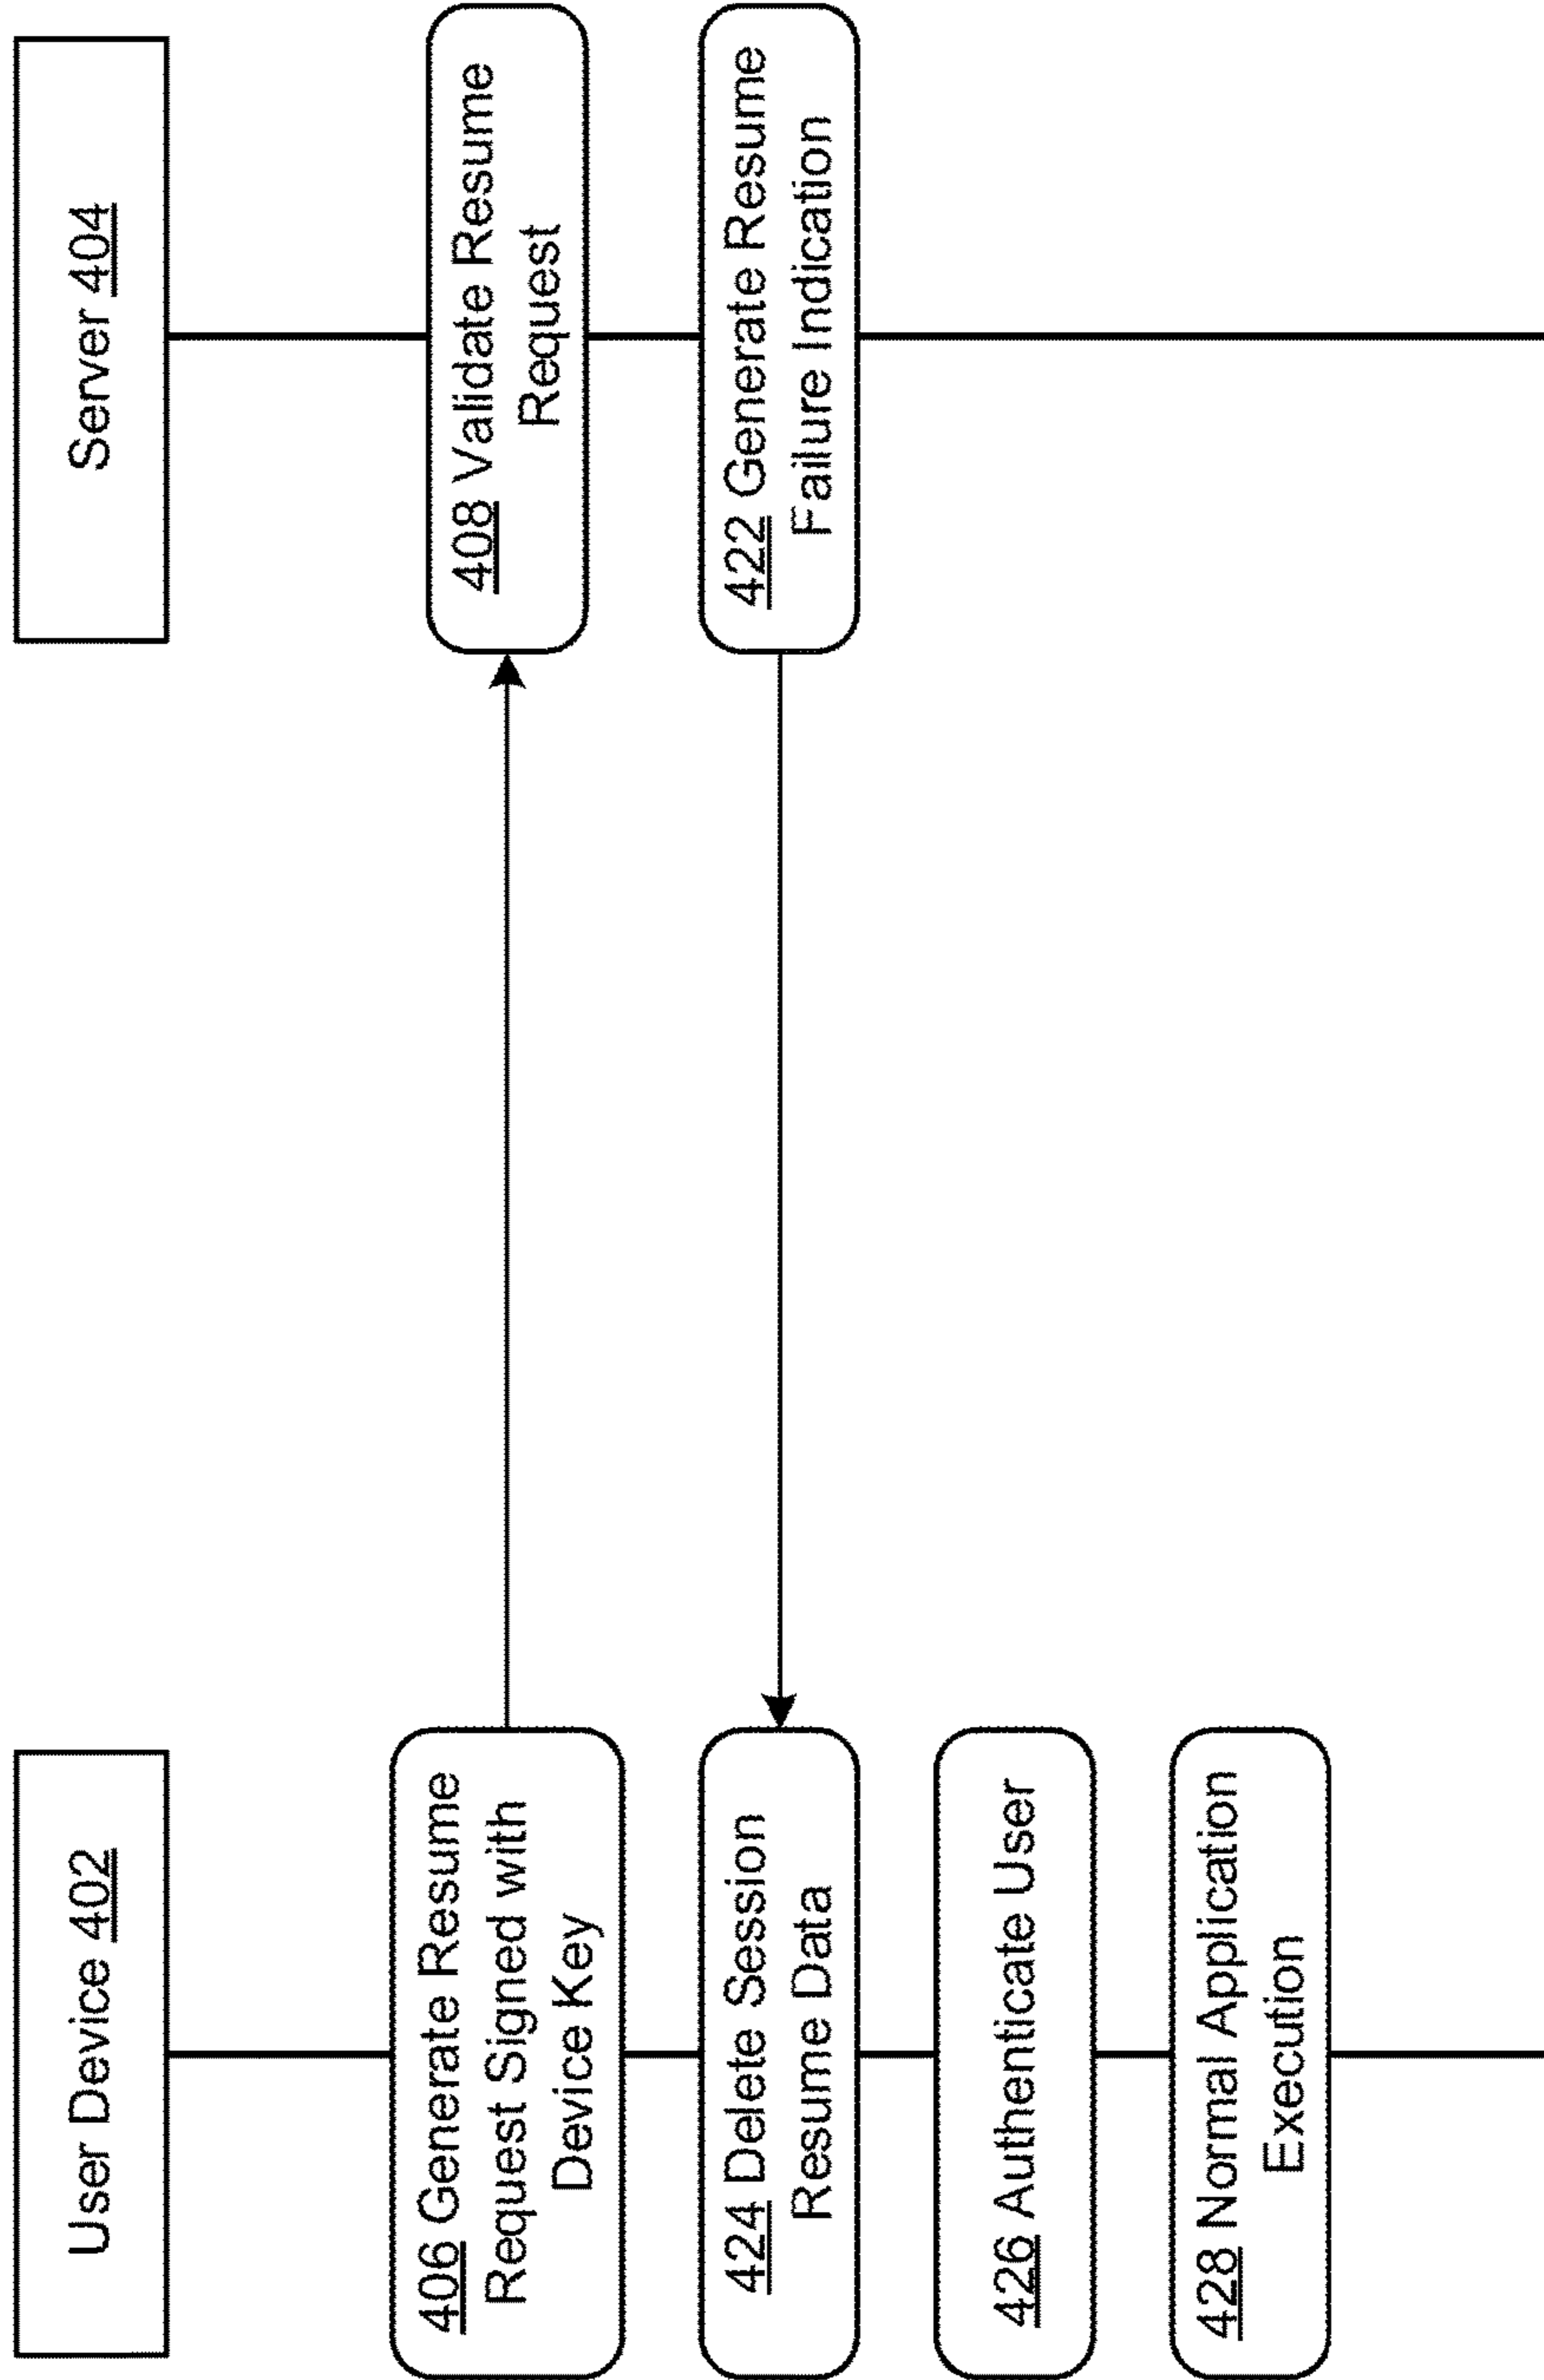 User Device 402
Server 404
406 Generate Resume
Request Signed with
Device Key
408 Validate Resume
Request
424 Delete Session
Resume Data
422 Generate Resume
Failure Indication
426 Authenticate User
428 Normal Application
Execution